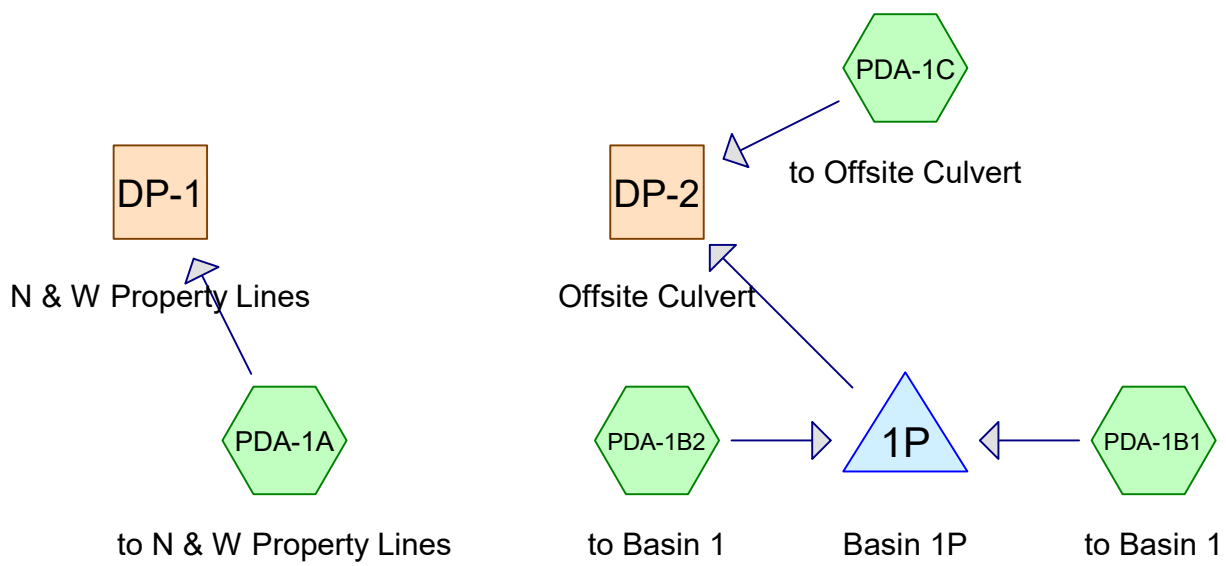 PDA-1C
to Offsite Culvert
DP-1
N & W Property Lines
DP-2
Offsite Culvert
PDA-1A
to N & W Property Lines
PDA-1B2
to Basin 1
1P
Basin 1P
PDA-1B1
to Basin 1